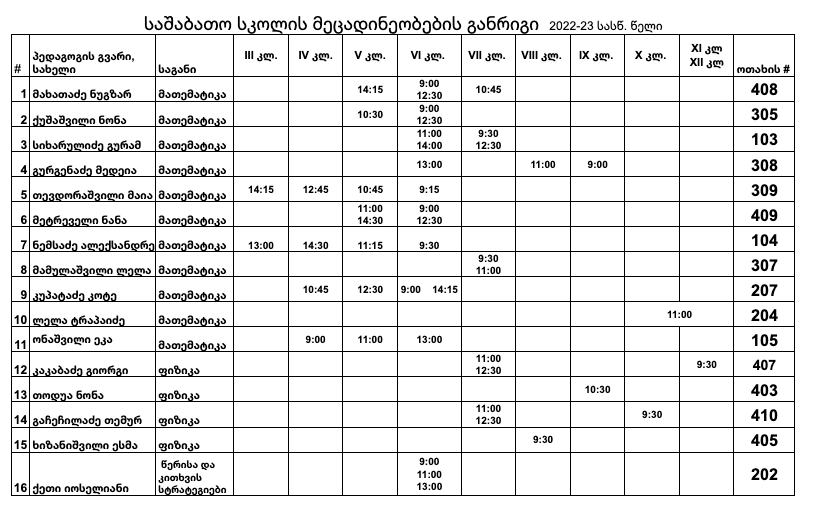 საშაბათო სკოლის მეცადინეობების განრიგი 2022-23 სასწ. წელი
# პედაგოგის გვარი, სახელი საგანი III კლ. IV კლ. V კლ. VI კლ. VII კლ. VIII კლ. IX კლ. X კლ. XI კლ XII კლ ოთახის #
1 მახათაძე ნუგზარ მათემატიკა 14:15 9:00 12:30 10:45 408
2 ქუშაშვილი ნონა მათემატიკა 10:30 9:00 12:30 305
3 სიხარულიძე გურამ მათემატიკა 11:00 14:00 9:30 12:30 103
4 გურგენაძე მედეია მათემატიკა 13:00 11:00 9:00 308
5 თევდორაშვილი მაია მათემატიკა 14:15 12:45 10:45 9:15 309
6 მეტრეველი ნანა მათემატიკა 11:00 14:30 9:00 12:30 409
7 ნემსაძე ალექსანდრე მათემატიკა 13:00 14:30 11:15 9:30 104
8 მამულაშვილი ლელა მათემატიკა 9:30 11:00 307
9 კუპატაძე კოტე მათემატიკა 10:45 12:30 9:00 14:15 207
10 ლელა ტრაპაიძე მათემატიკა 11:00 204
11 ონაშვილი ეკა მათემატიკა 9:00 11:00 13:00 105
12 კაკაბაძე გიორგი ფიზიკა 11:00 12:30 9:30 407
13 თოდუა ნონა ფიზიკა 10:30 403
14 გაჩეჩილაძე თემურ ფიზიკა 11:00 12:30 9:30 410
15 ხიზანიშვილი ესმა ფიზიკა 9:30 405
16 ქეთი იოსელიანი წერისა და კითხვის სტრატეგიები 9:00 11:00 13:00 202